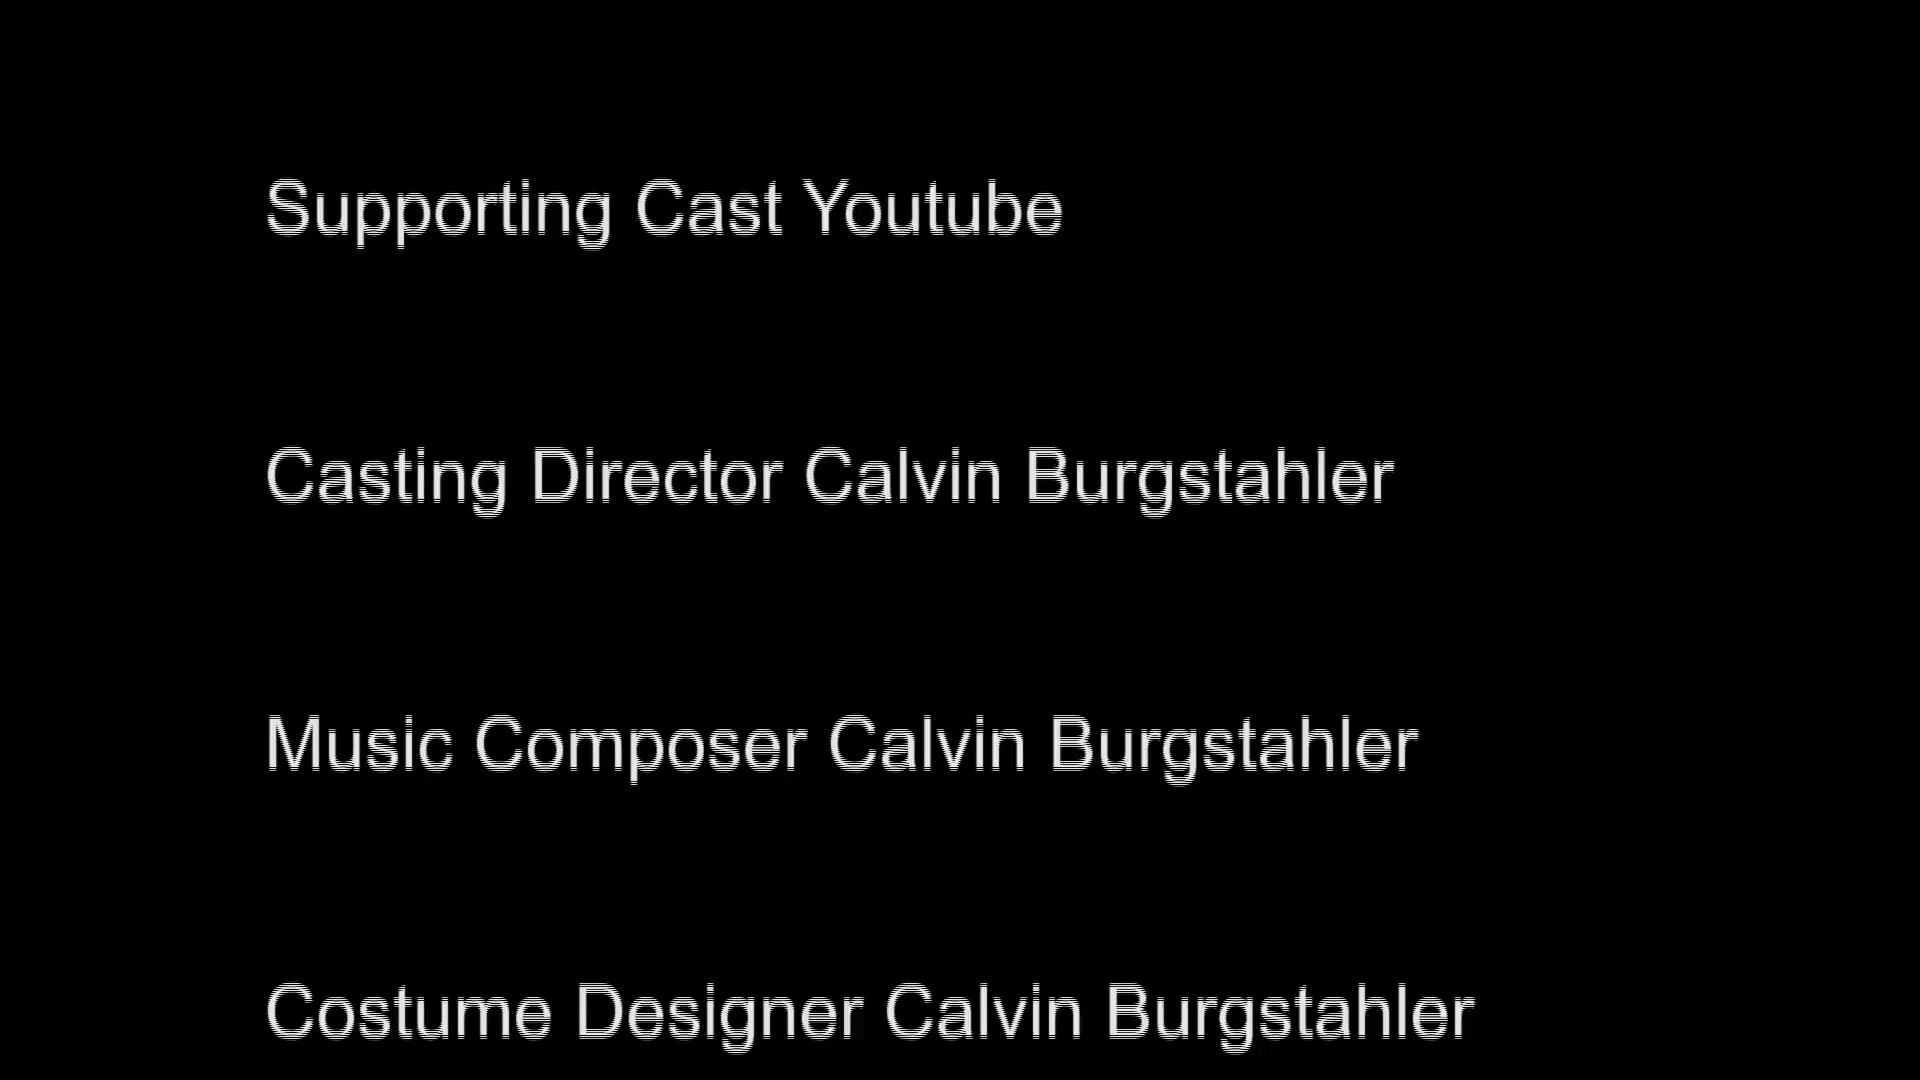 Supporting Cast Youtube
Casting Director Calvin Burgstahler
Music Composer Calvin Burgstahler
Costume Designer Calvin Burgstahler